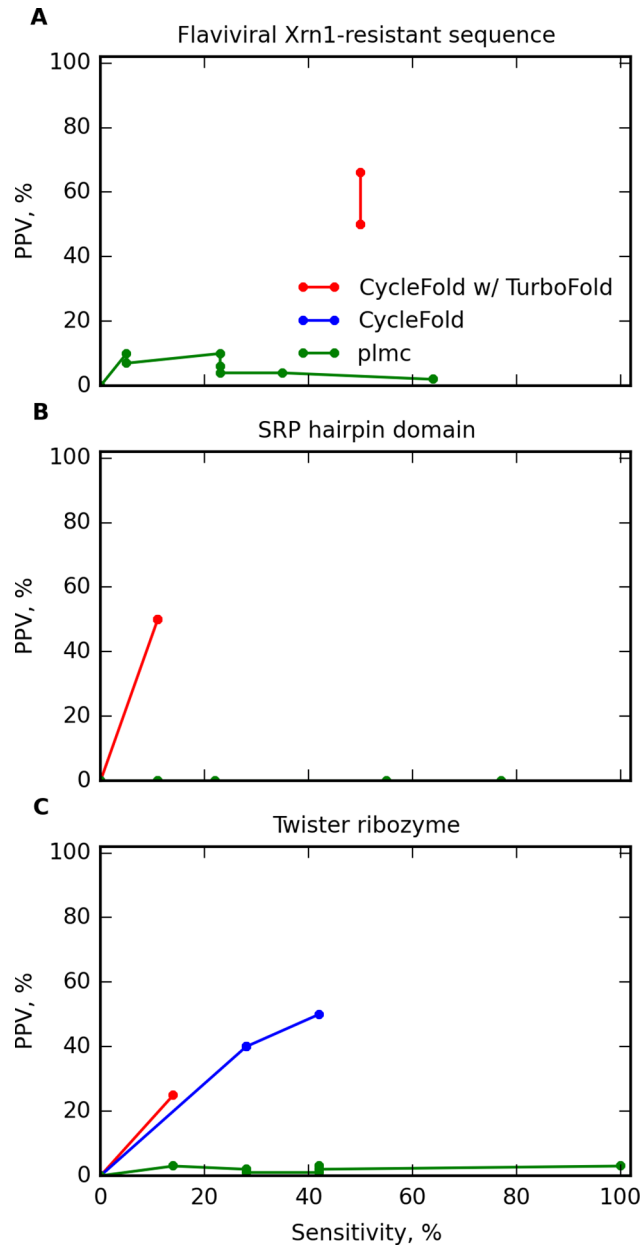 A
Flaviviral Xrn1-resistant sequence
100
80
60
40
20
0
PPV, %
CycleFold w/ TurboFold
CycleFold
plmc
B
SRP hairpin domain
100
80
60
40
20
0
PPV, %
C
Twister ribozyme
100
80
60
40
20
0
PPV, %
0 20 40 60 80 100
Sensitivity, %